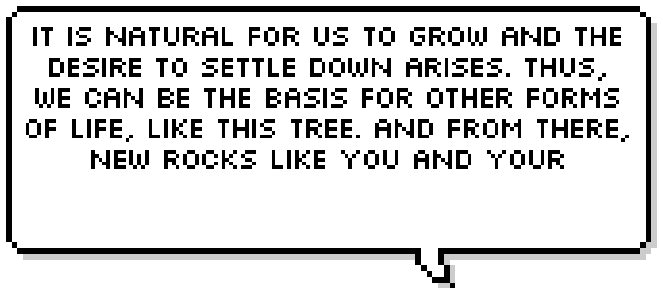 IT IS NATURAL FOR US TO GROW AND THE
DESIRE TO SETTLE DOWN ARISES. THUS,
WE CAN BE THE BASIS FOR OTHER FORMS
OF LIFE, LIKE THIS TREE. AND FROM THERE,
NEW ROCKS LIKE YOU AND YOUR